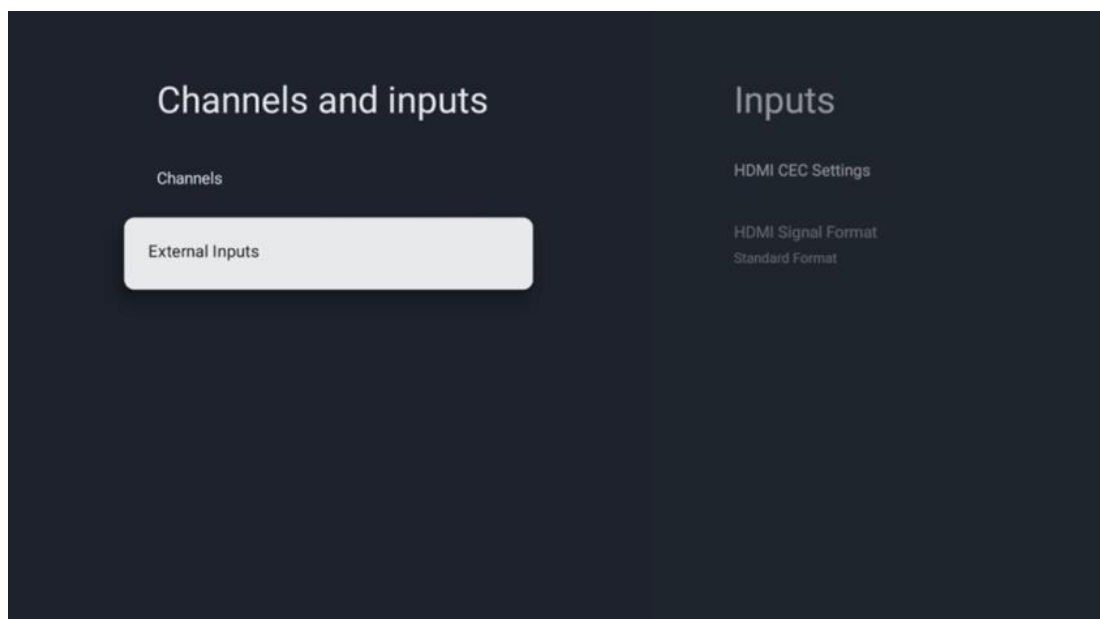 Channels and inputs
Channels
External Inputs
Inputs
HDMI CEC Settings
HDMI Signal Format
Standard Format